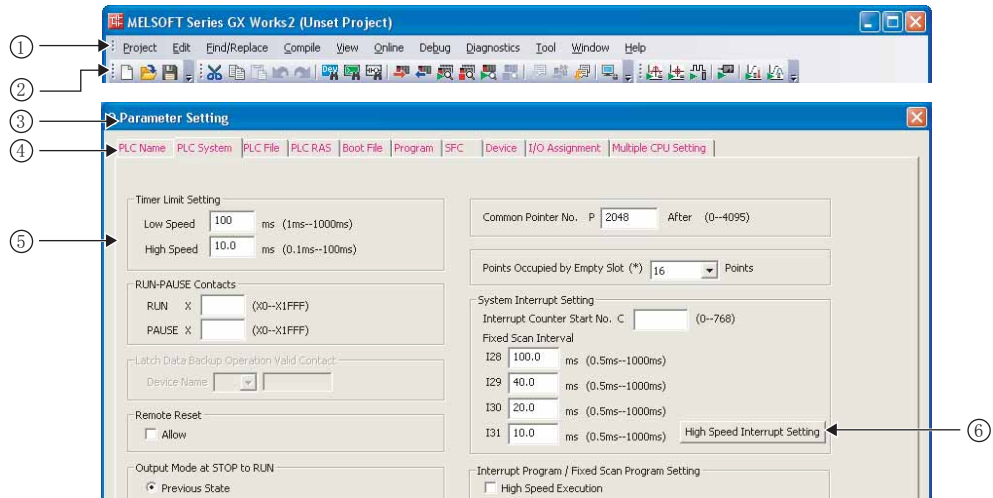 MELSOFT Series GX Works2 (Unset Project)
① Project Edit Find/Replace Compile View Online Debug Diagnostics Tool Window Help
②
③ Parameter Setting
④ PLC Name PLC System PLC File PLC RAS Boot File Program SFC Device I/O Assignment Multiple CPU Setting
⑤
Timer Limit Setting
Low Speed 100 ms (1ms--1000ms)
High Speed 10.0 ms (0.1ms--100ms)
RUN-PAUSE Contacts
RUN X (X0--X1FFF)
PAUSE X (X0--X1FFF)
Latch Data Backup Operation Valid Contact
Device Name
Remote Reset
Allow
Output Mode at STOP to RUN
Previous State
Common Pointer No. P 2048 After (0--4095)
Points Occupied by Empty Slot (*) 16 Points
System Interrupt Setting
Interrupt Counter Start No. C (0--768)
Fixed Scan Interval
I28 100.0 ms (0.5ms--1000ms)
I29 40.0 ms (0.5ms--1000ms)
I30 20.0 ms (0.5ms--1000ms)
I31 10.0 ms (0.5ms--1000ms) High Speed Interrupt Setting ⑥
Interrupt Program / Fixed Scan Program Setting
High Speed Execution